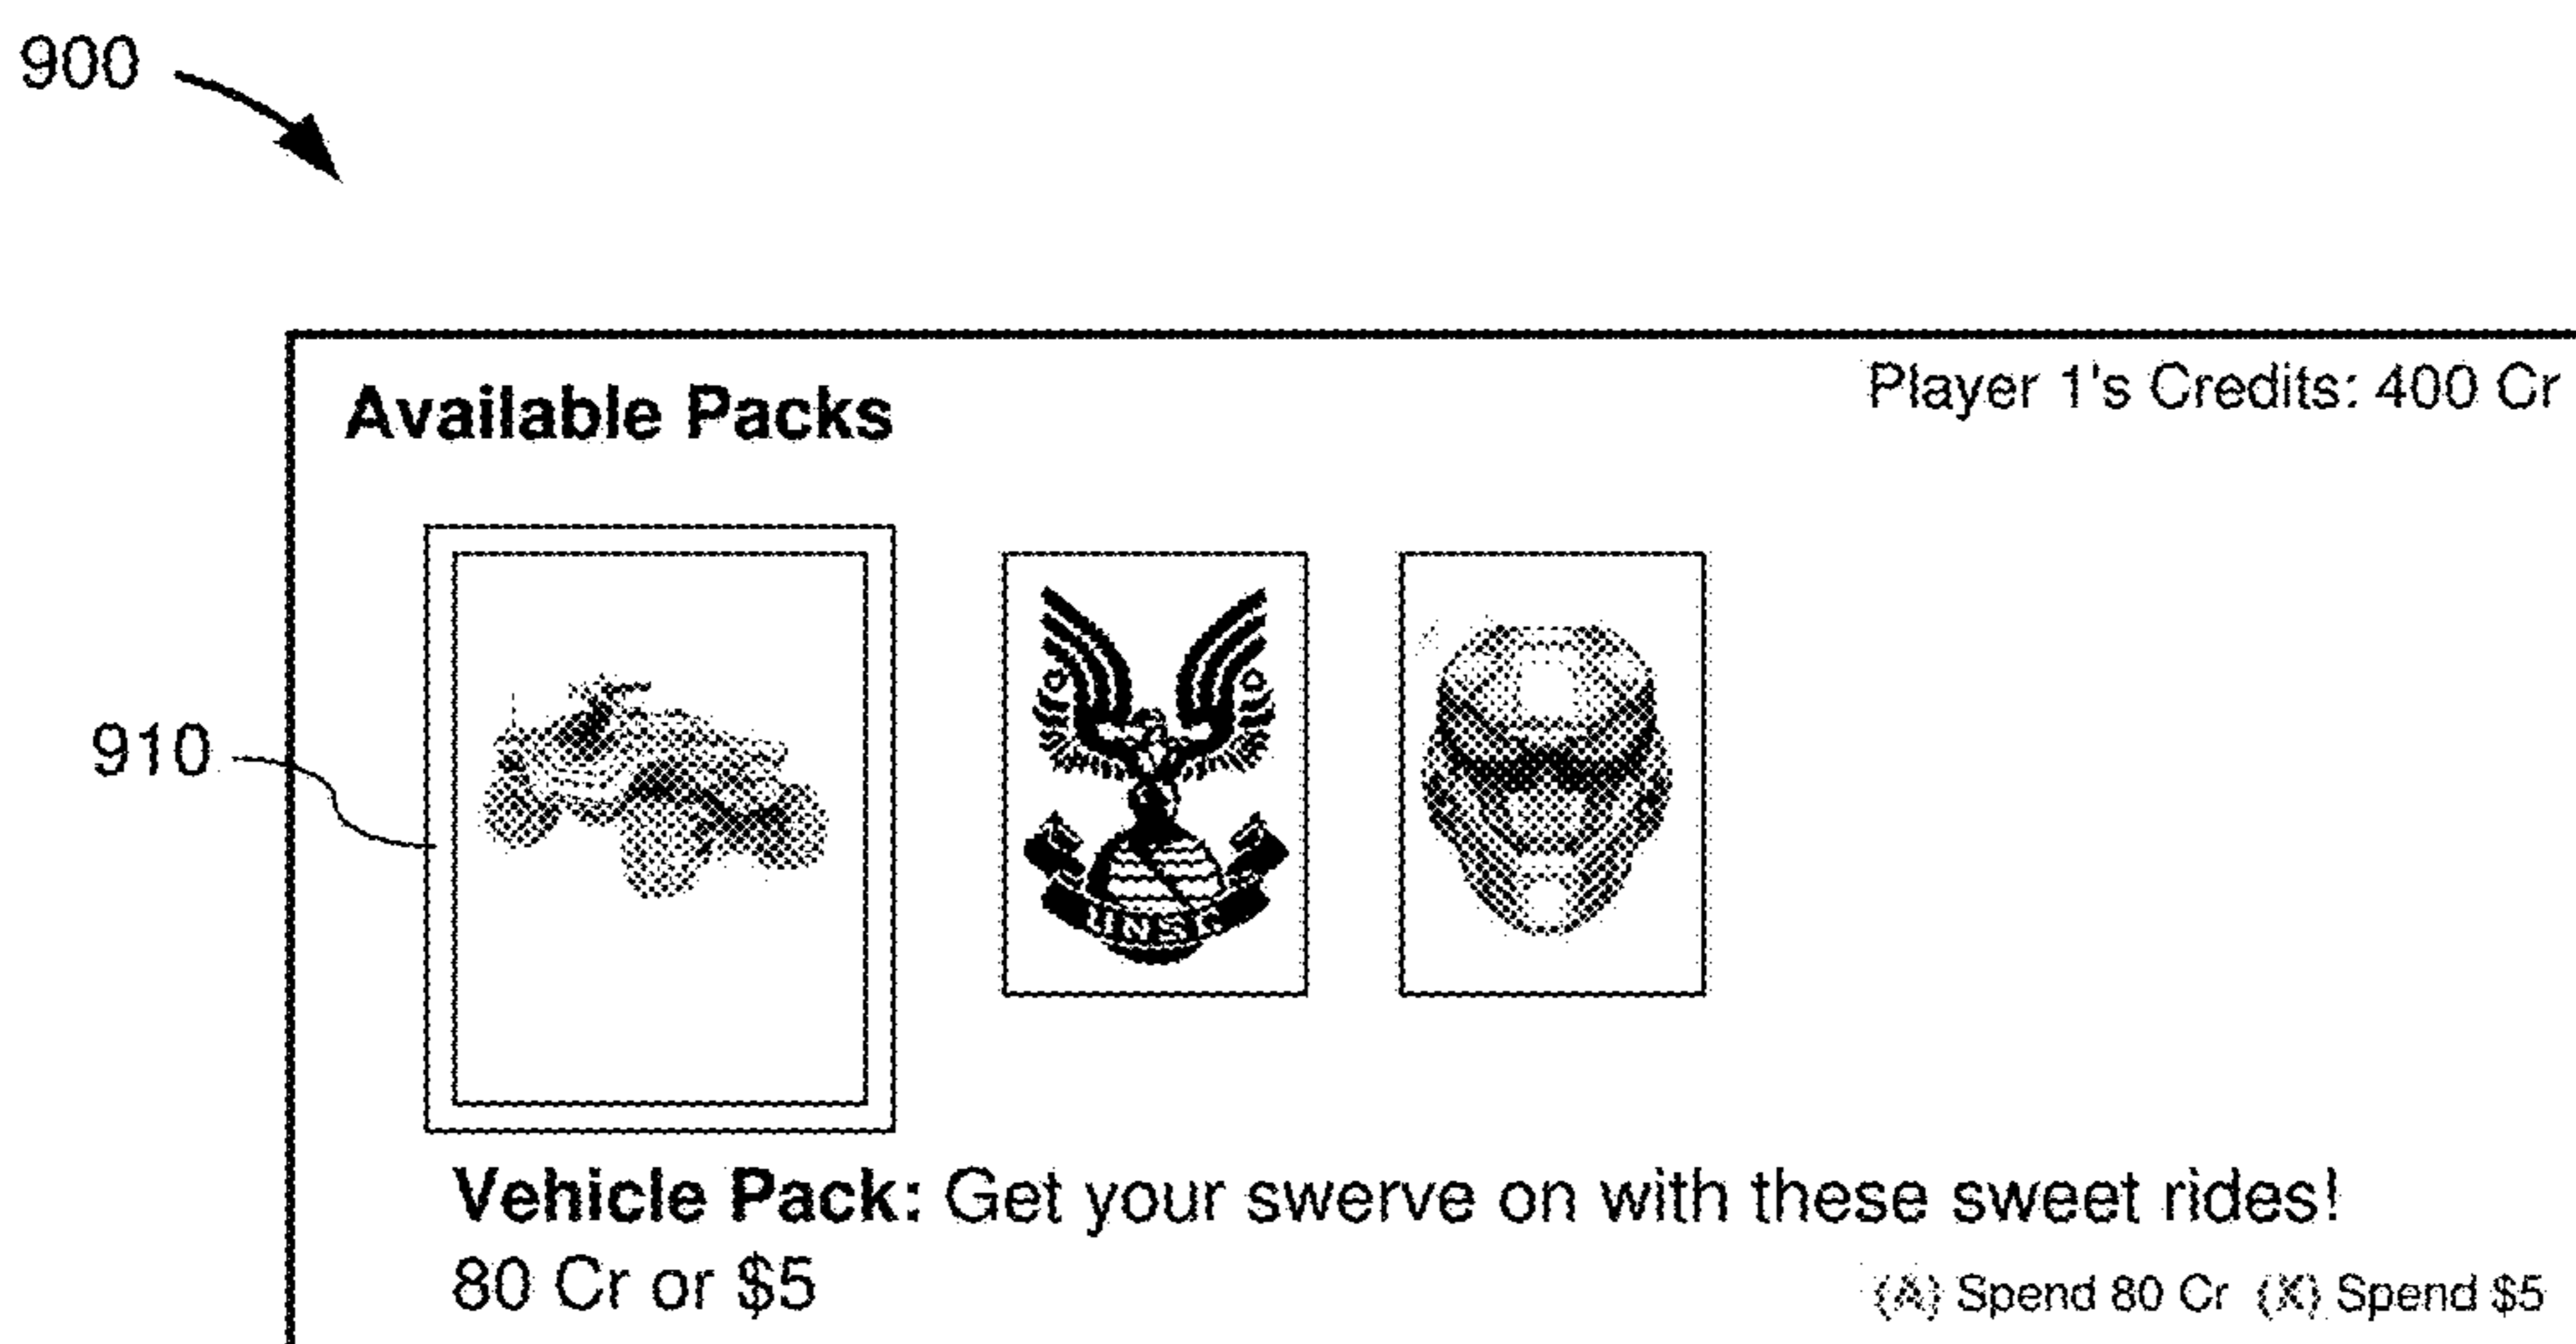 900
Available Packs
Player 1's Credits: 400 Cr
910
Vehicle Pack: Get your swerve on with these sweet rides!
80 Cr or $5
(A) Spend 80 Cr (X) Spend $5